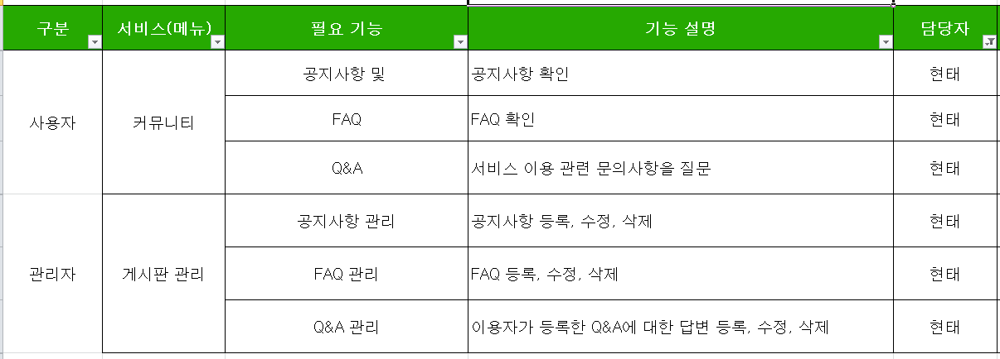 구분 서비스(메뉴) 필요 기능 기능 설명 담당자
공지사항 및 공지사항 확인 현태
사용자 커뮤니티 FAQ FAQ 확인 현태
Q&A 서비스 이용 관련 문의사항을 질문 현태
공지사항 관리 공지사항 등록, 수정, 삭제 현태
관리자 게시판 관리 FAQ 관리 FAQ 등록, 수정, 삭제 현태
Q&A 관리 이용자가 등록한 Q&A에 대한 답변 등록, 수정, 삭제 현태